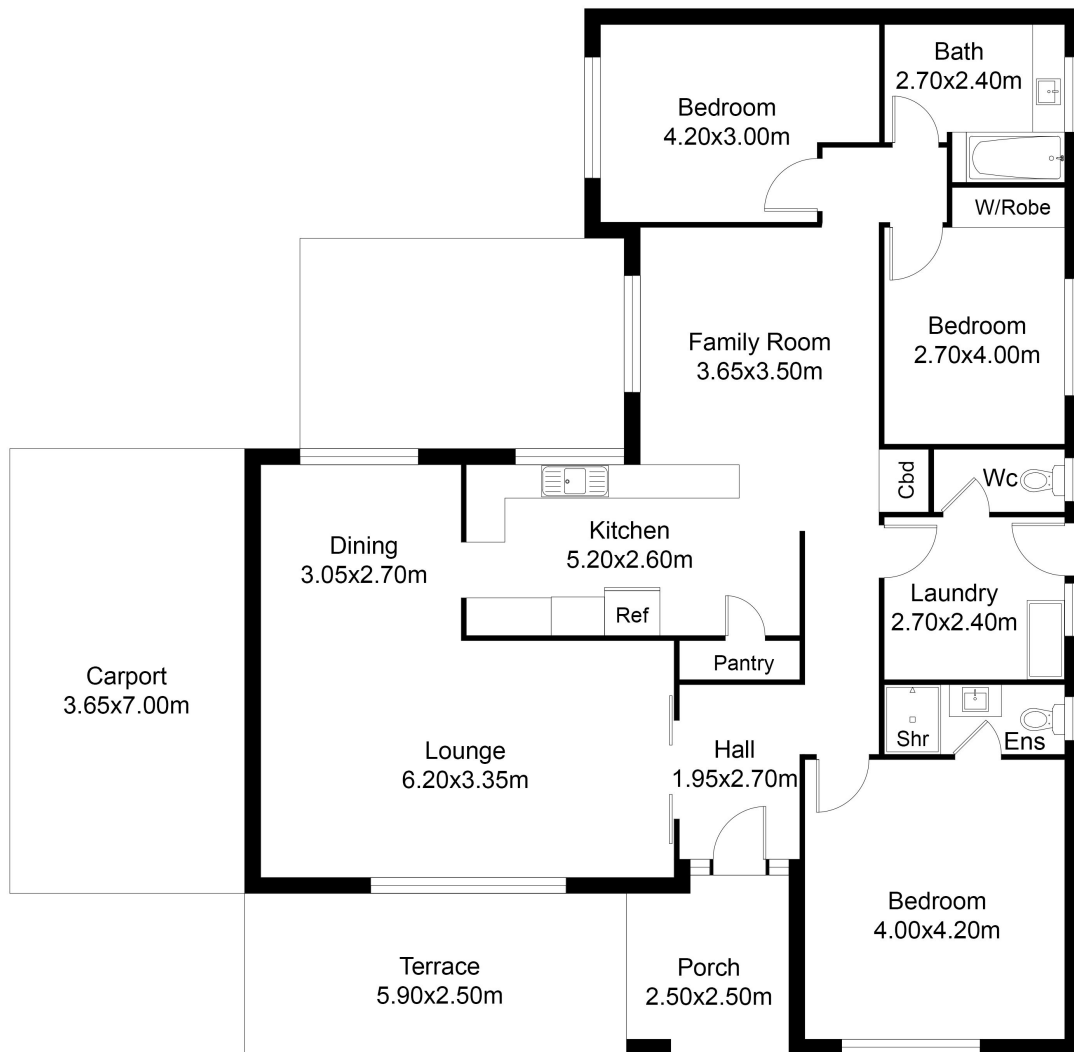 Bath
2.70x2.40m
Bedroom
4.20x3.00m
W/Robe
Bedroom
2.70x4.00m
Family Room
3.65x3.50m
Cbd
Wc
Kitchen
5.20x2.60m
Dining
3.05x2.70m
Laundry
2.70x2.40m
Ref
Pantry
Carport
3.65x7.00m
Lounge
6.20x3.35m
Hall
1.95x2.70m
Shr
Ens
Bedroom
4.00x4.20m
Terrace
5.90x2.50m
Porch
2.50x2.50m